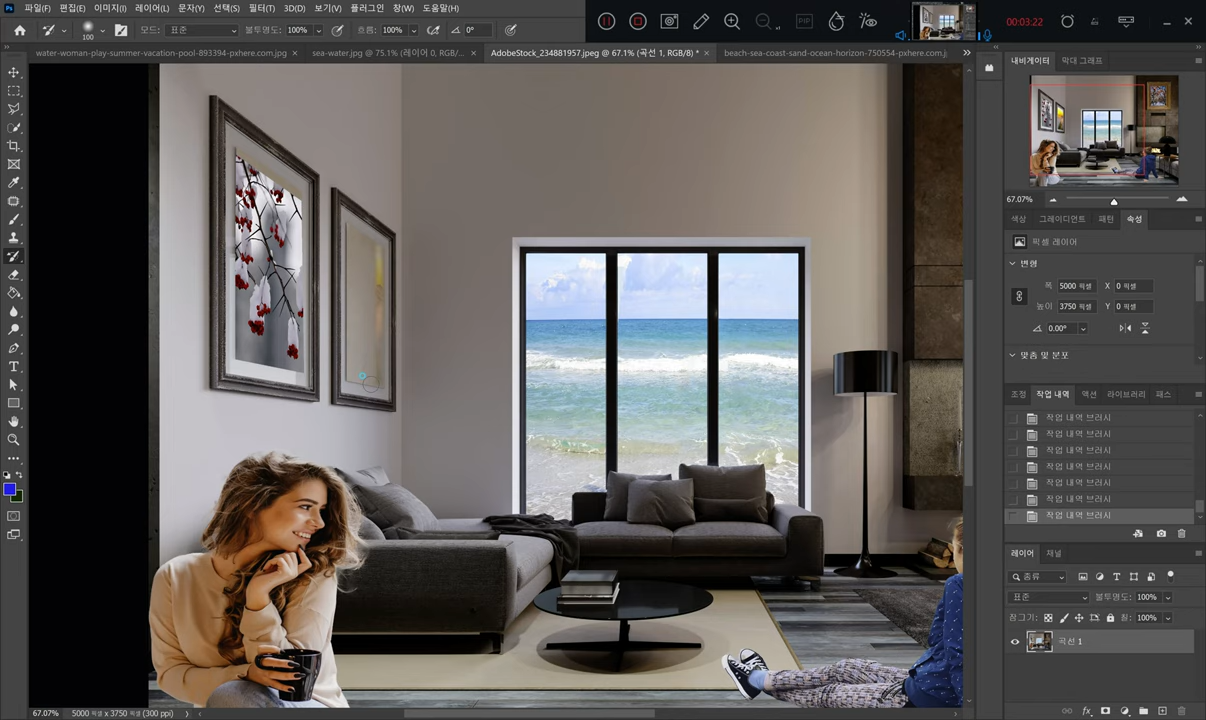 Ps 파일(F) 편집(E) 이미지(I) 레이어(L) 문자(Y) 선택(S) 필터(T) 3D(D) 보기(V) 플러그인 창(W) 도움말(H)
100 모드: 표준 불투명도: 100% 흐름: 100% 0° PIP 00:03:22
water-woman-play-summer-vacation-pool-893394-pxhere.com.jpg × sea-water.jpg @ 75.1% (레이어 0, RGB/... × AdobeStock_234881957.jpeg @ 67.1% (곡선 1, RGB/8) * × beach-sea-coast-sand-ocean-horizon-750554-pxhere.com.j
내비게이터 막대 그래프
67.07%
색상 그레이디언트 패턴 속성
픽셀 레이어
변형
폭 5000 픽셀 X 0 픽셀
높이 3750 픽셀 Y 0 픽셀
0.00°
맞춤 및 분포
조정 작업 내역 액션 라이브러리 패스
작업 내역 브러시
작업 내역 브러시
작업 내역 브러시
작업 내역 브러시
작업 내역 브러시
작업 내역 브러시
작업 내역 브러시
레이어 채널
종류
표준 불투명도: 100%
잠그기: 칠: 100%
곡선 1
fx
67.07% 5000 픽셀 x 3750 픽셀 (300 ppi)